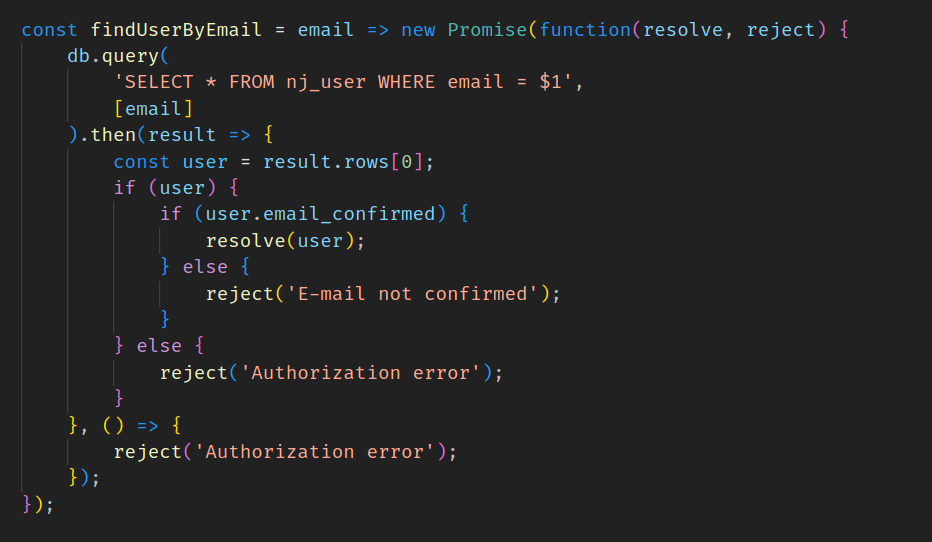 const findUserByEmail = email => new Promise(function(resolve, reject) {
    db.query(
        'SELECT * FROM nj_user WHERE email = $1',
        [email]
    ).then(result => {
        const user = result.rows[0];
        if (user) {
            if (user.email_confirmed) {
                resolve(user);
            } else {
                reject('E-mail not confirmed');
            }
        } else {
            reject('Authorization error');
        }
    }, () => {
        reject('Authorization error');
    });
});